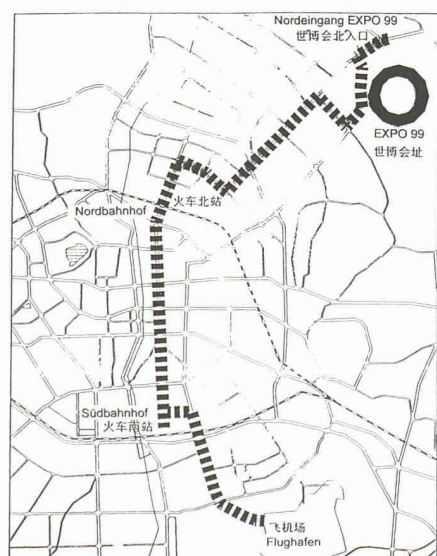 Nordeingang EXPO 99
世博会北入口
EXPO 99
世博会址
Nordbahnhof
火车北站
Südbahnhof
火车南站
飞机场
Flughafen